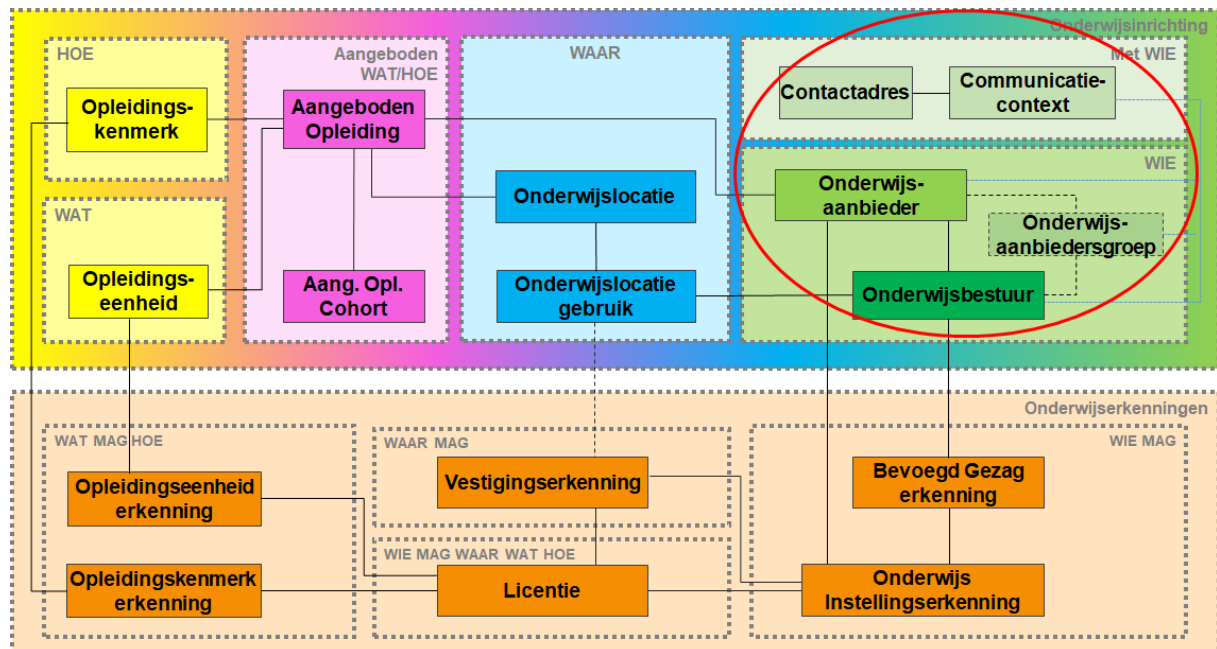 Onderwijsinrichting
HOE
Opleidings-
kenmerk
WAT
Opleidings-
eenheid
Aangeboden
WAT/HOE
Aangeboden
Opleiding
Aang. Opl.
Cohort
WAAR
Onderwijslocatie
Onderwijslocatie
gebruik
Met WIE
Contactadres
Communicatie-
context
WIE
Onderwijs-
aanbieder
Onderwijs-
aanbiedersgroep
Onderwijsbestuur
Onderwijserkenningen
WAT MAG HOE
Opleidingseenheid
erkenning
Opleidingskenmerk
erkenning
WAAR MAG
Vestigingserkenning
WIE MAG WAAR WAT HOE
Licentie
WIE MAG
Bevoegd Gezag
erkenning
Onderwijs
Instellingserkenning